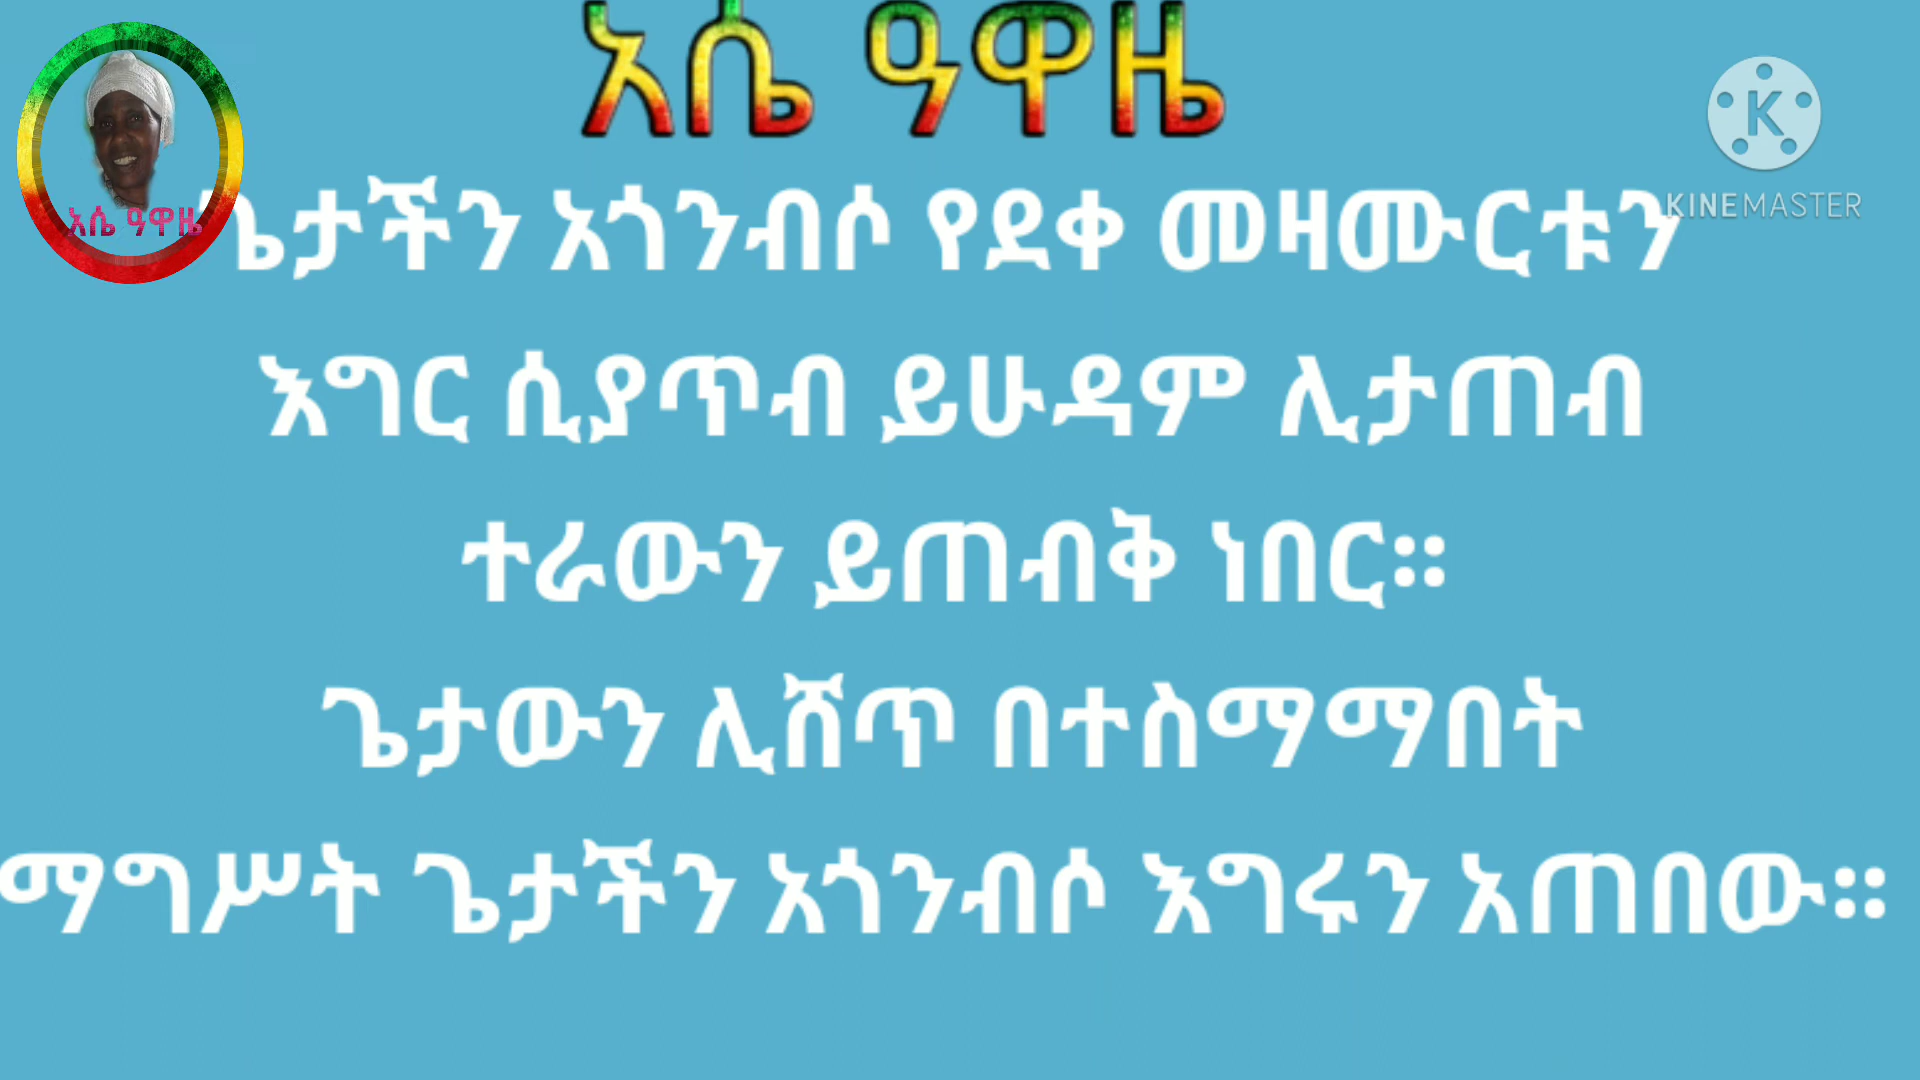 አሴ ዓዋዜ
አሴ ዓዋዜ
KINEMASTER
ጌታችን አጎንብሶ የደቀ መዛሙርቱን
እግር ሲያጥብ ይሁዳም ሊታጠብ
ተራውን ይጠብቅ ነበር።
ጌታውን ሊሸጥ በተስማማበት
ማግሥት ጌታችን አጎንብሶ እግሩን አጠበው።